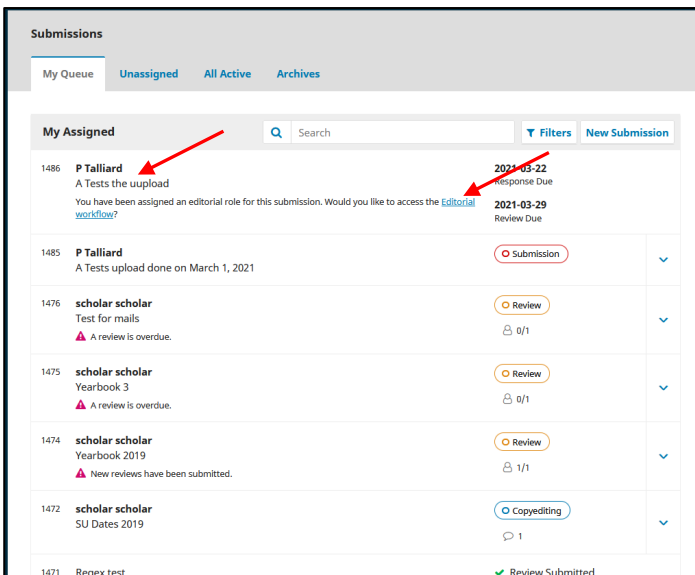 Submissions
My Queue Unassigned All Active Archives
My Assigned Search Filters New Submission
1486 P Talliard 2021-03-22
A Tests the uupload Response Due
You have been assigned an editorial role for this submission. Would you like to access the Editorial
workflow? 2021-03-29
Review Due
1485 P Talliard Submission
A Tests upload done on March 1, 2021
1476 scholar scholar Review
Test for mails
A review is overdue. 0/1
1475 scholar scholar Review
Yearbook 3
A review is overdue. 0/1
1474 scholar scholar Review
Yearbook 2019
New reviews have been submitted. 1/1
1472 scholar scholar Copyediting
SU Dates 2019
1
1471 Regex test Review Submitted